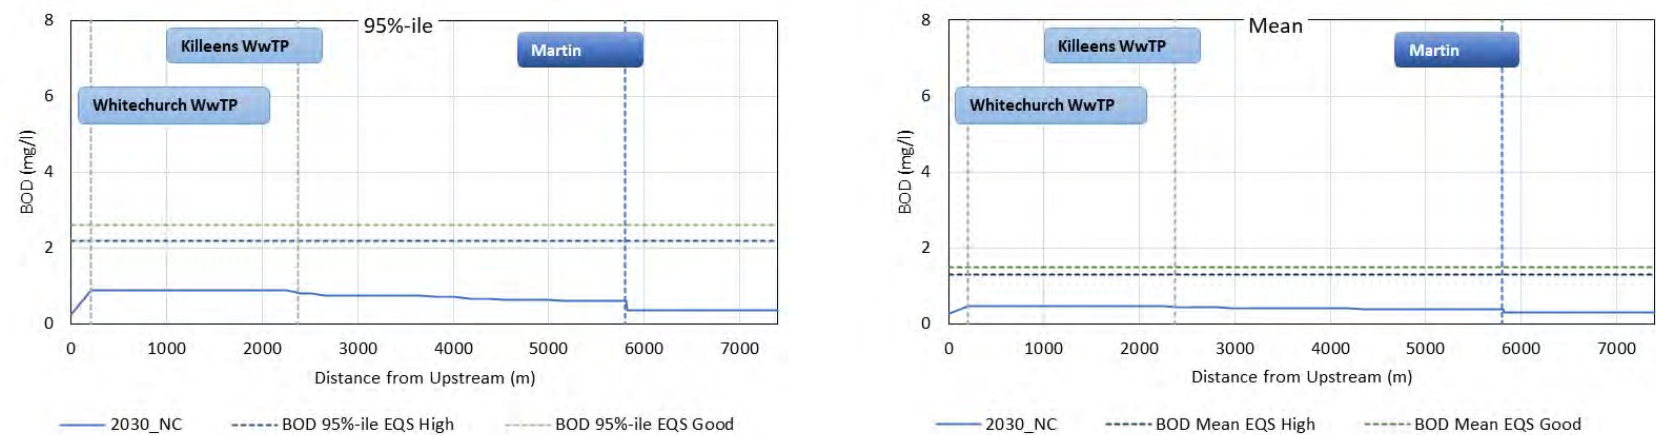 95%-ile
8
6
4
2
0
BOD (mg/l)
Killeens WwTP
Martin
Whitechurch WwTP
0 1000 2000 3000 4000 5000 6000 7000
Distance from Upstream (m)
2030_NC BOD 95%-ile EQS High BOD 95%-ile EQS Good
Mean
8
6
4
2
0
BOD (mg/l)
Killeens WwTP
Martin
Whitechurch WwTP
0 1000 2000 3000 4000 5000 6000 7000
Distance from Upstream (m)
2030_NC BOD Mean EQS High BOD Mean EQS Good